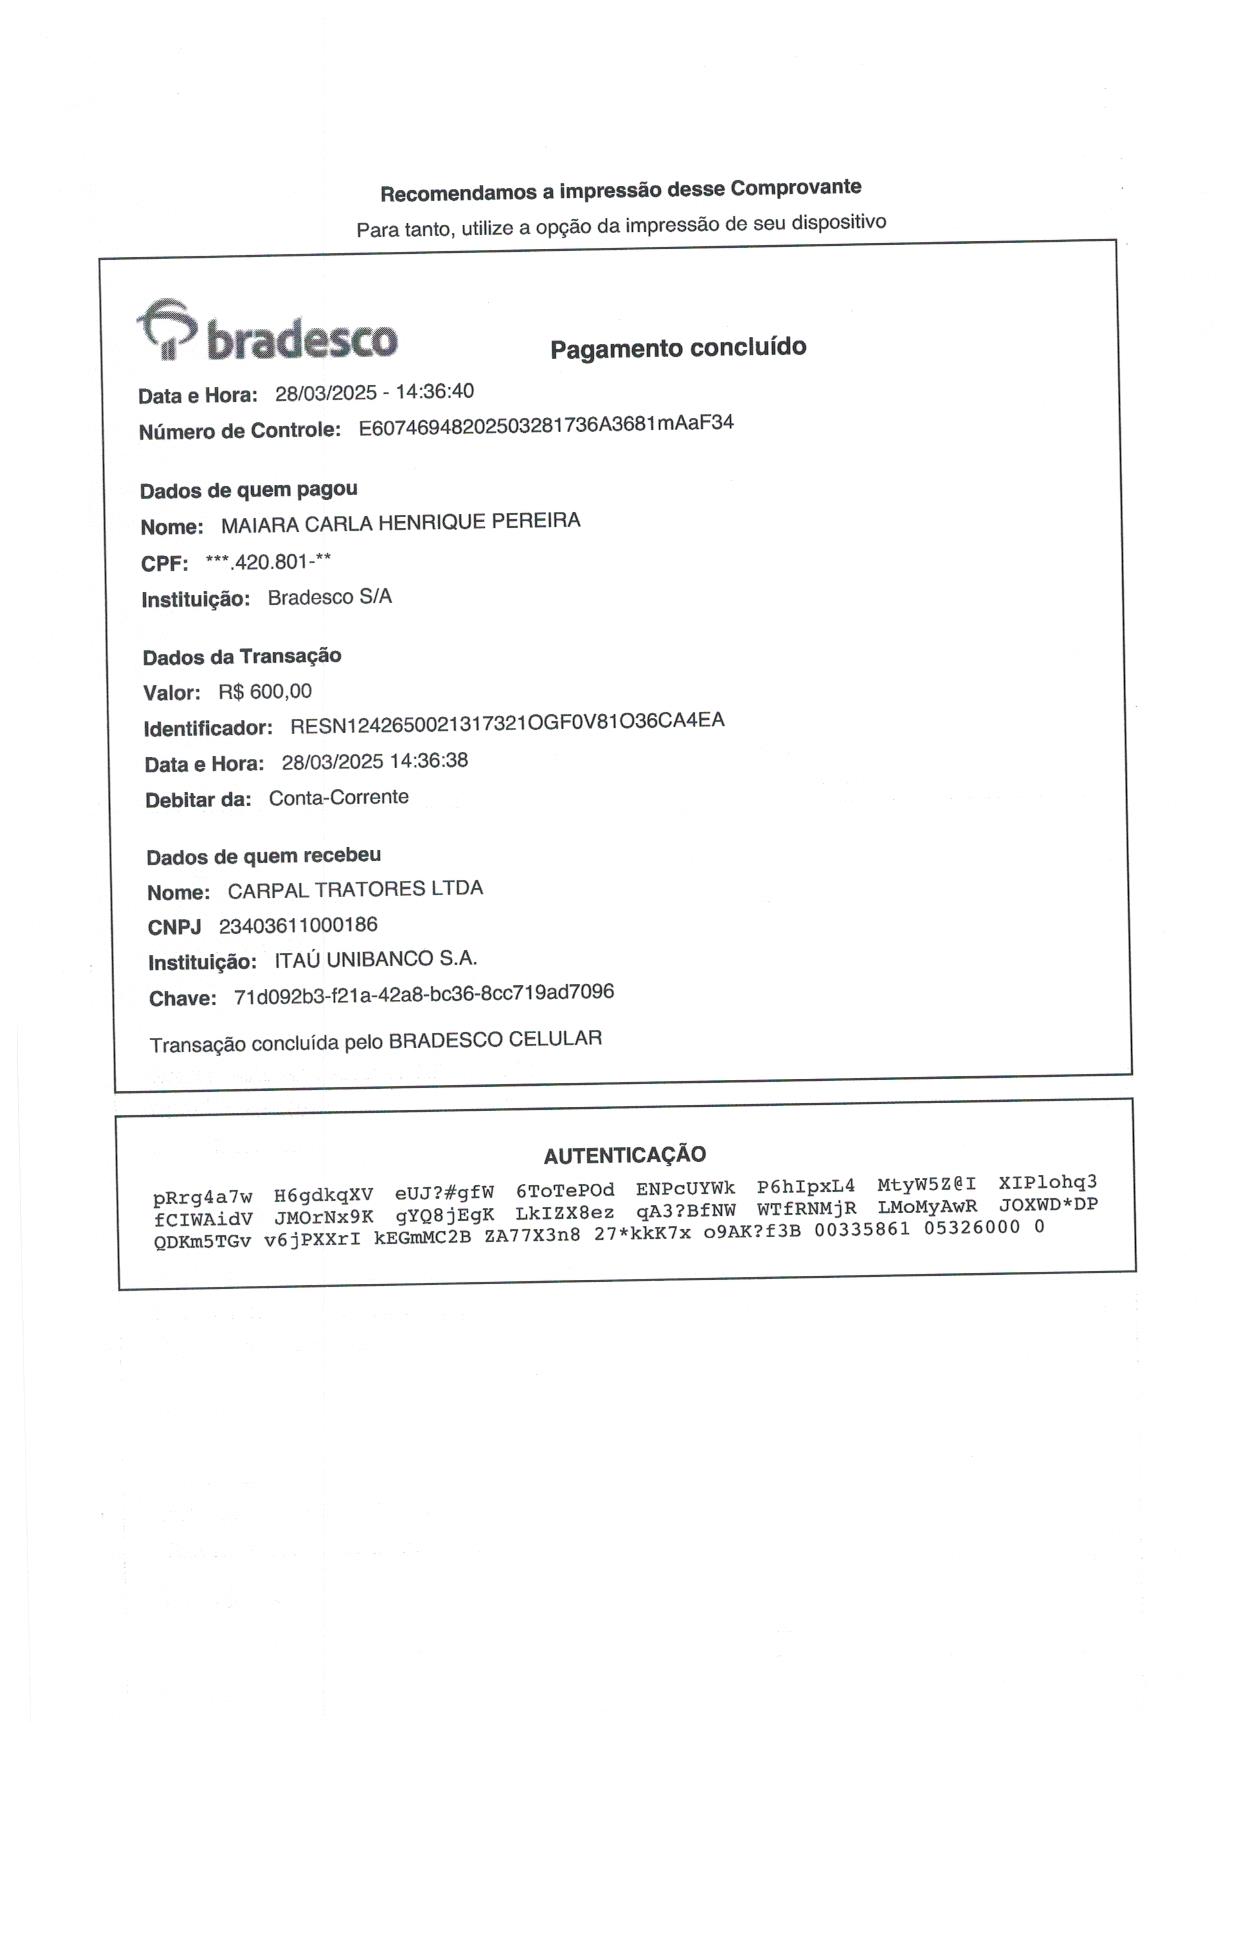 Recomendamos a impressão desse Comprovante
Para tanto, utilize a opção da impressão de seu dispositivo
bradesco
Pagamento concluído
Data e Hora: 28/03/2025 - 14:36:40
Número de Controle: E60746948202503281736A3681mAaF34
Dados de quem pagou
Nome: MAIARA CARLA HENRIQUE PEREIRA
CPF: ***.420.801-**
Instituição: Bradesco S/A
Dados da Transação
Valor: R$ 600,00
Identificador: RESN1242650021317321OGF0V81O36CA4EA
Data e Hora: 28/03/2025 14:36:38
Debitar da: Conta-Corrente
Dados de quem recebeu
Nome: CARPAL TRATORES LTDA
CNPJ 23403611000186
Instituição: ITAÚ UNIBANCO S.A.
Chave: 71d092b3-f21a-42a8-bc36-8cc719ad7096
Transação concluída pelo BRADESCO CELULAR
AUTENTICAÇÃO
pRrg4a7w H6gdkqXV eUJ?#gfW 6ToTePOd ENPcUYWk P6hIpxL4 MtyW5Z@I XIPlohq3
fCIWAidV JMOrNx9K gYQ8jEgK LkIZX8ez qA3?BfNW WTfRNMjR LMoMyAwR JOXWD*DP
QDKm5TGv v6jPXXrI kEGmMC2B ZA77X3n8 27*kkK7x o9AK?f3B 00335861 05326000 0